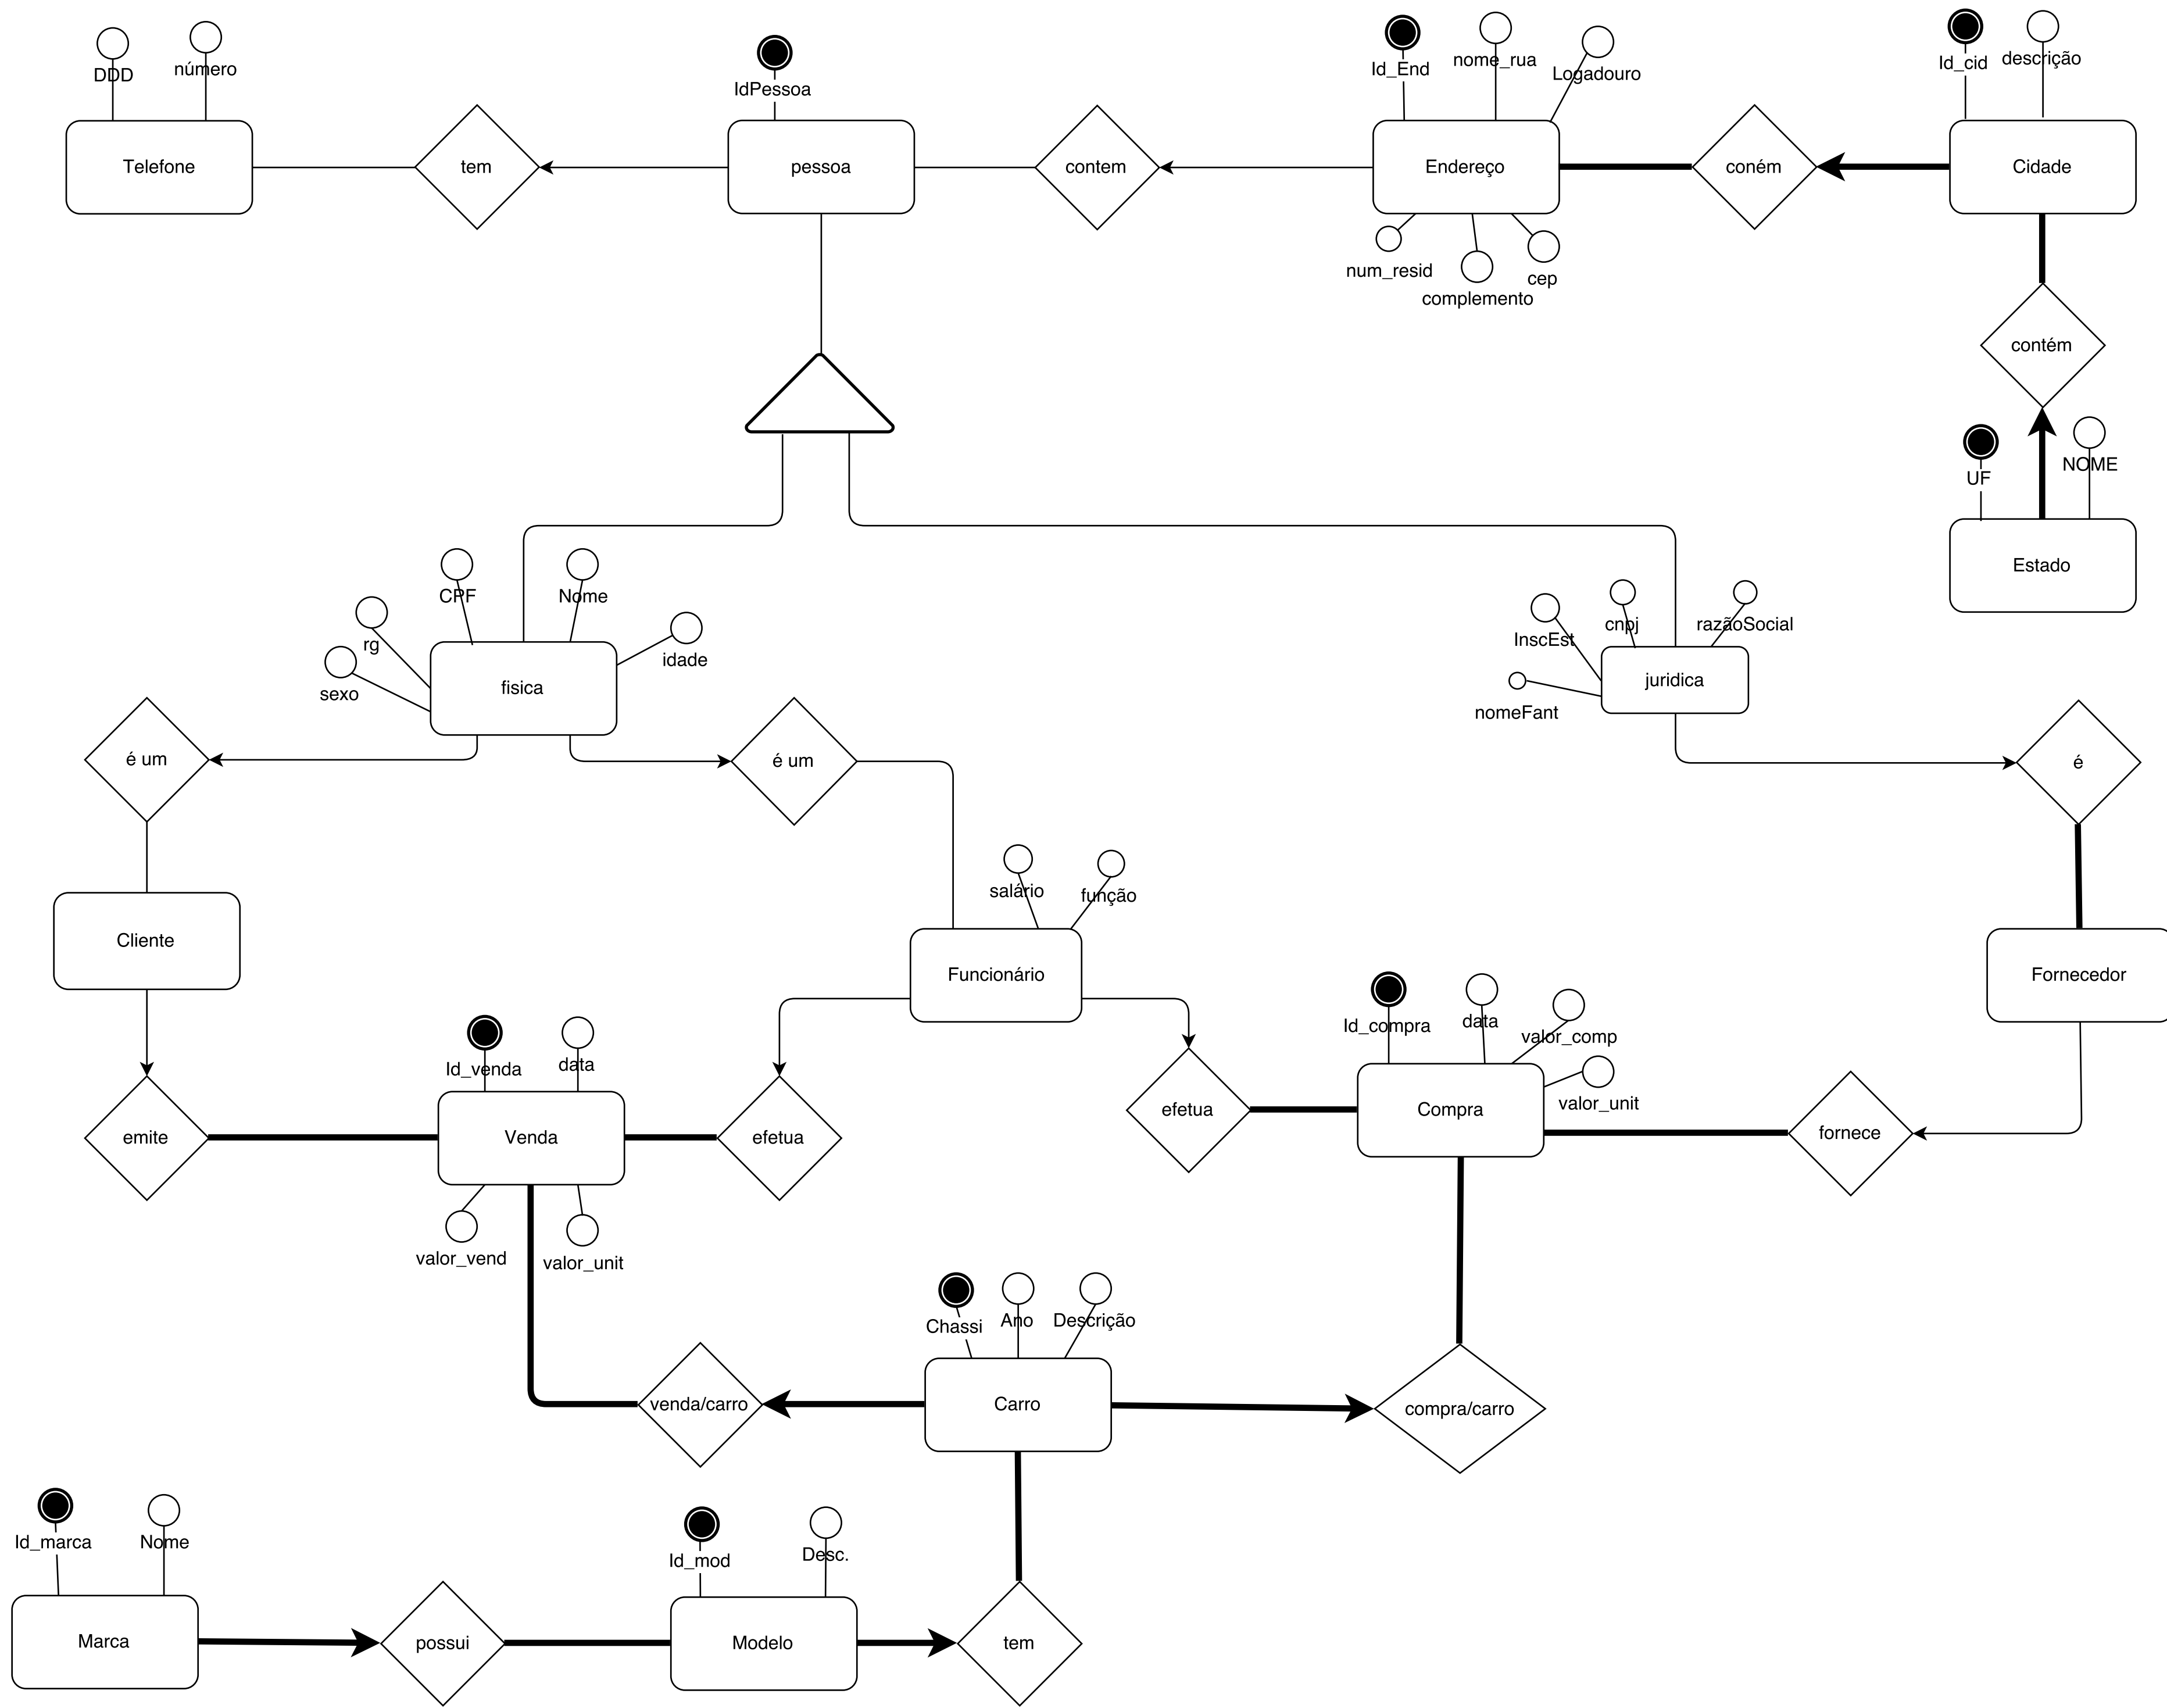 DDD
número
IdPessoa
Id_End
nome_rua
Logadouro
Id_cid
descrição
Telefone
tem
pessoa
contem
Endereço
coném
Cidade
num_resid
complemento
cep
contém
UF
NOME
Estado
CPF
Nome
rg
idade
sexo
fisica
InscEst
cnpj
razãoSocial
nomeFant
juridica
é um
é um
é
salário
função
Cliente
Funcionário
Fornecedor
Id_venda
data
Id_compra
data
valor_comp
valor_unit
emite
Venda
efetua
efetua
Compra
fornece
valor_vend
valor_unit
Chassi
Ano
Descrição
venda/carro
Carro
compra/carro
Id_marca
Nome
Id_mod
Desc.
Marca
possui
Modelo
tem